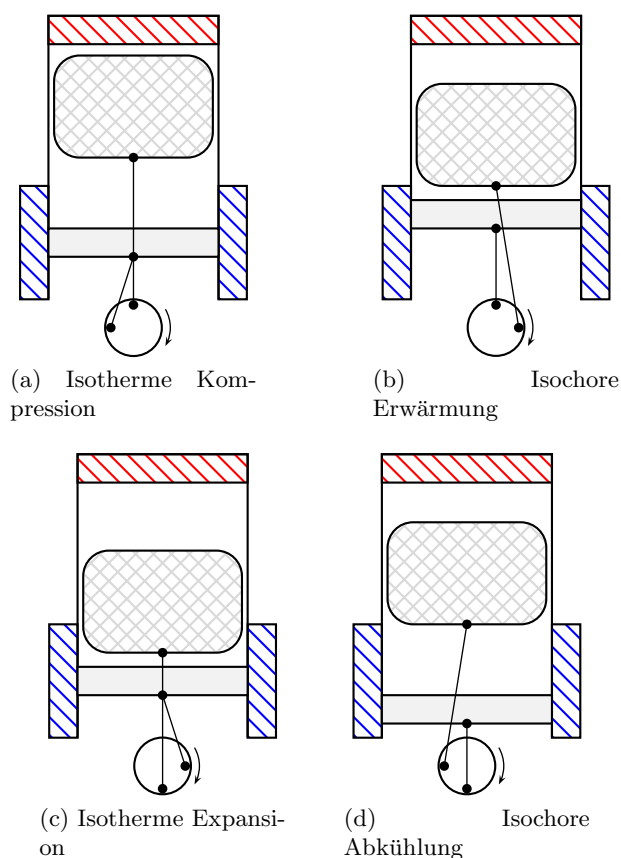 (a) Isotherme Kom-
pression
(b) Isochore
Erwärmung
(c) Isotherme Expansi-
on
(d) Isochore
Abkühlung